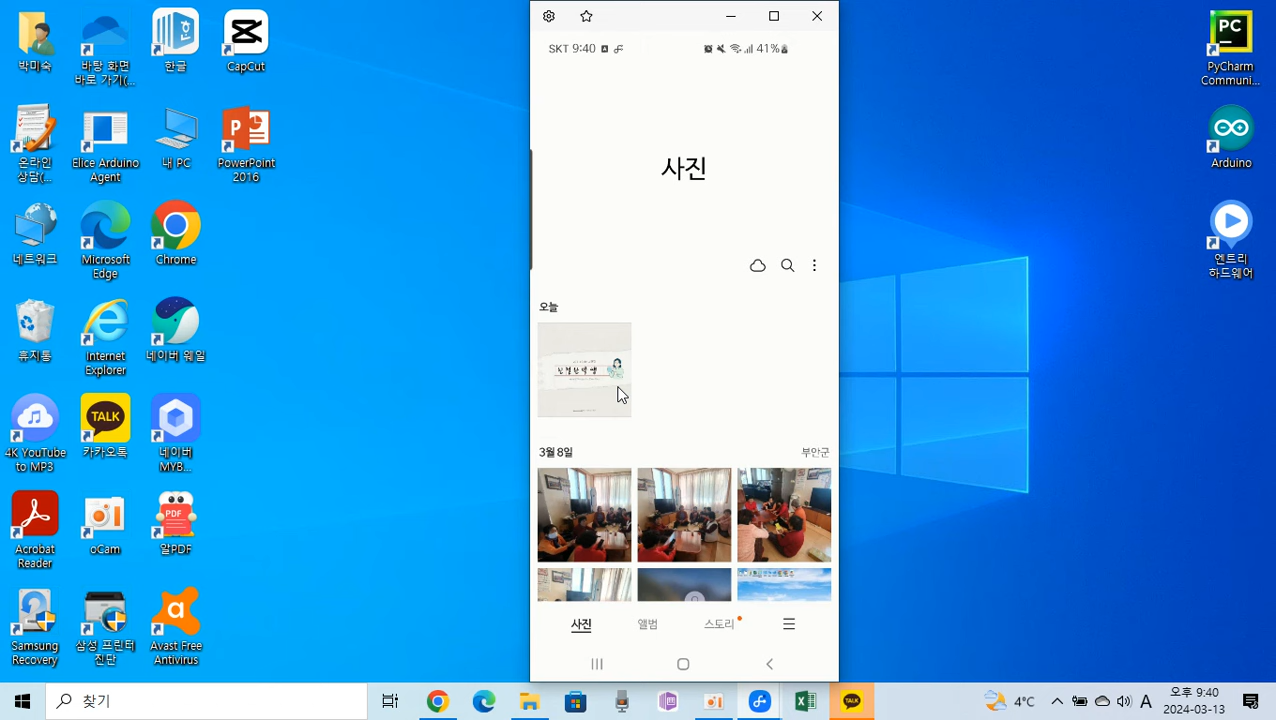 박미숙
바탕 화면
바로 가기(...
한글
CapCut
온라인
상담(...
Elice Arduino
Agent
내 PC
PowerPoint
2016
네트워크
Microsoft
Edge
Chrome
휴지통
Internet
Explorer
네이버 웨일
4K YouTube
to MP3
TALK
카카오톡
네이버
MYB...
Acrobat
Reader
oCam
PDF
알PDF
Samsung
Recovery
삼성 프린터
진단
Avast Free
Antivirus
SKT 9:40
41%
사진
오늘
3월 8일
부안군
사진
앨범
스토리
PC
PyCharm
Communi...
Arduino
엔트리
하드웨어
찾기
TALK
4°C
A
오후 9:40
2024-03-13